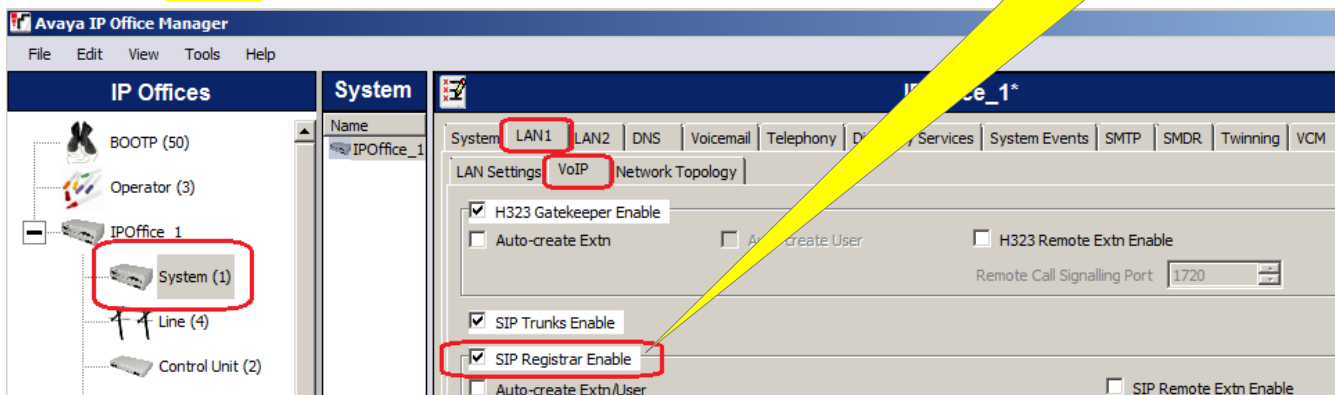 Avaya IP Office Manager
File Edit View Tools Help
IP Offices
System
BOOTP (50)
Operator (3)
IPOffice_1
System (1)
Line (4)
Control Unit (2)
Name
IPOffice_1
System LAN1 LAN2 DNS Voicemail Telephony Services System Events SMTP SMDR Twinning VCM
LAN Settings VoIP Network Topology
H323 Gatekeeper Enable
Auto-create Extn create User H323 Remote Extn Enable
Remote Call Signalling Port 1720
SIP Trunks Enable
SIP Registrar Enable
Auto-create Extn/User SIP Remote Extn Enable